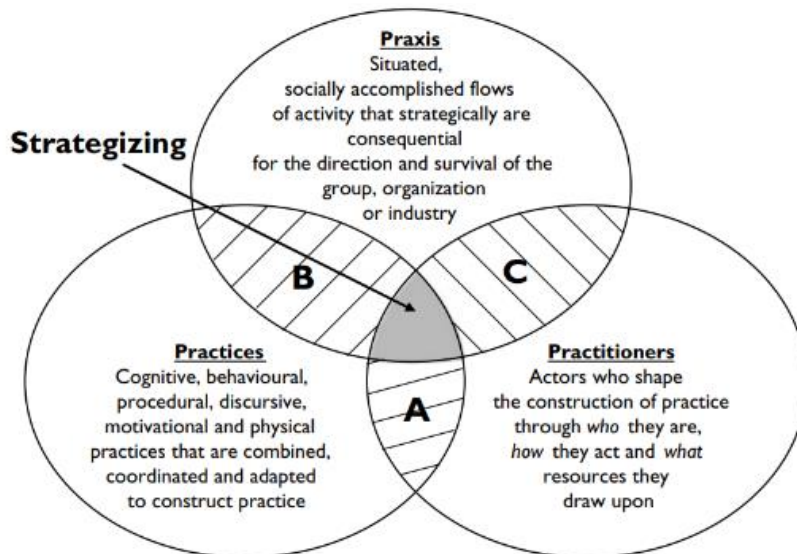 Praxis
Situated,
socially accomplished flows
of activity that strategically are
consequential
for the direction and survival of the
group, organization
or industry
Strategizing
B
C
Practices
Cognitive, behavioural,
procedural, discursive,
motivational and physical
practices that are combined,
coordinated and adapted
to construct practice
A
Practitioners
Actors who shape
the construction of practice
through who they are,
how they act and what
resources they
draw upon